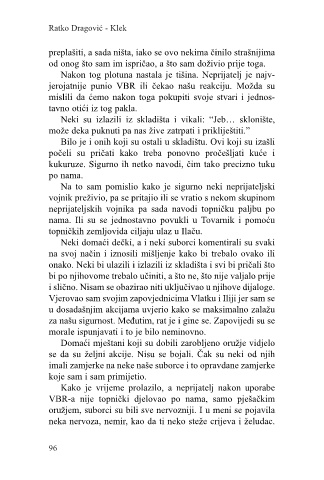 Ratko Dragović - Klek
preplašiti, a sada ništa, iako se ovo nekima činilo strašnijima
od onog što sam im ispričao, a što sam doživio prije toga.
Nakon tog plotuna nastala je tišina. Neprijatelj je najv-
jerojatnije punio VBR ili čekao našu reakciju. Možda su
mislili da ćemo nakon toga pokupiti svoje stvari i jednos-
tavno otići iz tog pakla.
Neki su izlazili iz skladišta i vikali: “Jeb… sklonište,
može deka puknuti pa nas žive zatrpati i prikliještiti.”
Bilo je i onih koji su ostali u skladištu. Ovi koji su izašli
počeli su pričati kako treba ponovno pročešljati kuće i
kukuruze. Sigurno ih netko navodi, čim tako precizno tuku
po nama.
Na to sam pomislio kako je sigurno neki neprijateljski
vojnik preživio, pa se pritajio ili se vratio s nekom skupinom
neprijateljskih vojnika pa sada navodi topničku paljbu po
nama. Ili su se jednostavno povukli u Tovarnik i pomoću
topničkih zemljovida ciljaju ulaz u Ilaču.
Neki domaći dečki, a i neki suborci komentirali su svaki
na svoj način i iznosili mišljenje kako bi trebalo ovako ili
onako. Neki bi ulazili i izlazili iz skladišta i svi bi pričali što
bi po njihovome trebalo učiniti, a što ne, što nije valjalo prije
i slično. Nisam se obazirao niti uključivao u njihove dijaloge.
Vjerovao sam svojim zapovjednicima Vlatku i Iliji jer sam se
u dosadašnjim akcijama uvjerio kako se maksimalno zalažu
za našu sigurnost. Međutim, rat je i gine se. Zapovijedi su se
morale ispunjavati i to je bilo neminovno.
Domaći mještani koji su dobili zarobljeno oružje vidjelo
se da su željni akcije. Nisu se bojali. Čak su neki od njih
imali zamjerke na neke naše suborce i to opravdane zamjerke
koje sam i sam primijetio.
Kako je vrijeme prolazilo, a neprijatelj nakon uporabe
VBR-a nije topnički djelovao po nama, samo pješačkim
oružjem, suborci su bili sve nervozniji. I u meni se pojavila
neka nervoza, nemir, kao da ti neko steže crijeva i želudac.
96